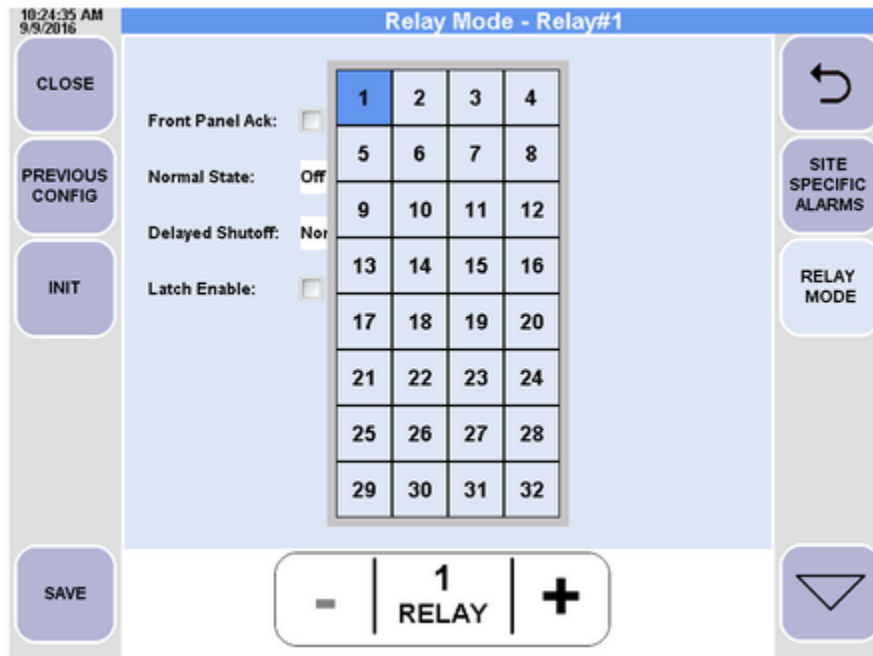 10:24:35 AM
9/9/2016
Relay Mode - Relay#1
CLOSE
PREVIOUS
CONFIG
INIT
SAVE
Front Panel Ack:
Normal State: Off
Delayed Shutoff:
Latch Enable:
1 2 3 4
5 6 7 8
9 10 11 12
13 14 15 16
17 18 19 20
21 22 23 24
25 26 27 28
29 30 31 32
- 1 +
RELAY
SITE
SPECIFIC
ALARMS
RELAY
MODE